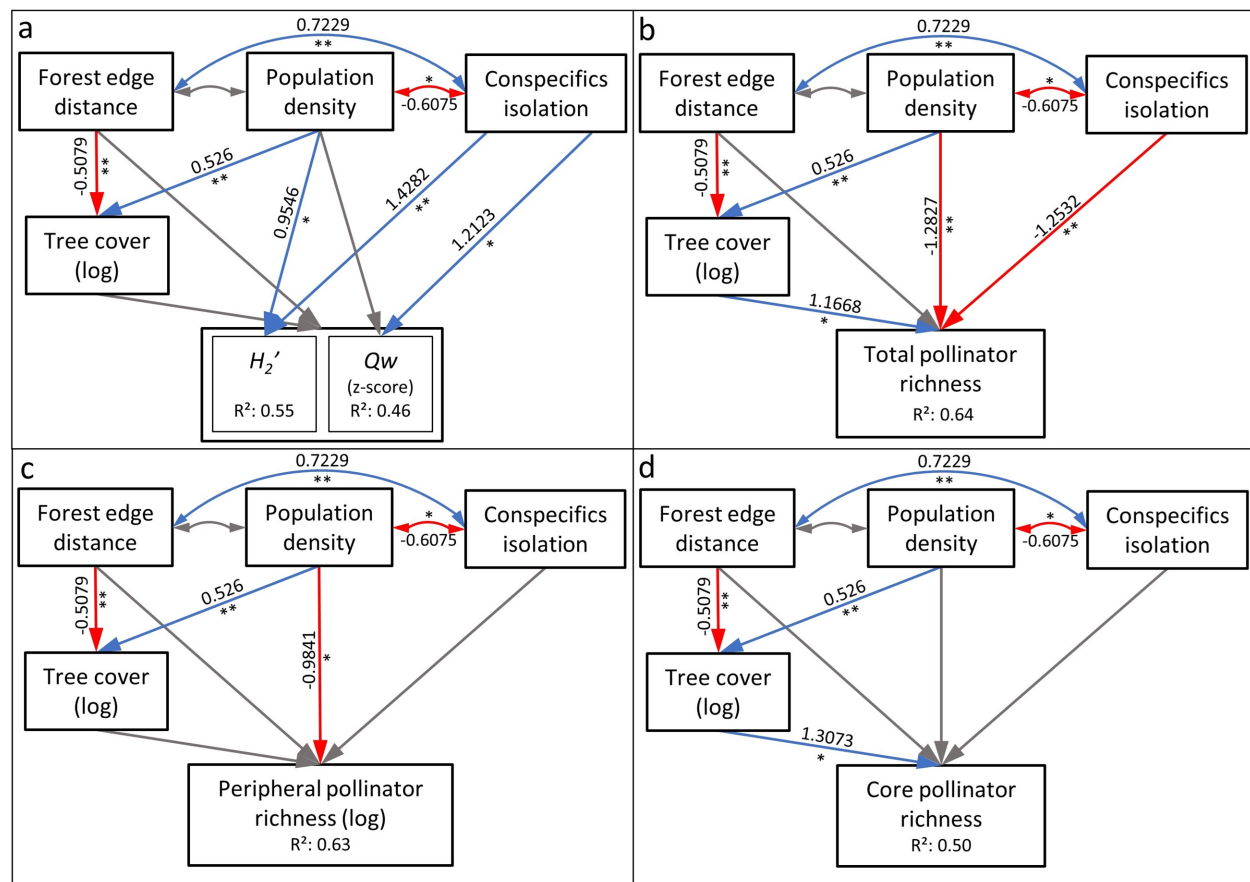 a
0.7229
**
Forest edge
distance
Population
density
*
-0.6075
Conspecifics
isolation
-0.5079
**
0.526
**
0.9546
*
1.4282
**
1.2123
*
Tree cover
(log)
H₂′
R²: 0.55
Qw
(z-score)
R²: 0.46
b
0.7229
**
Forest edge
distance
Population
density
*
-0.6075
Conspecifics
isolation
-0.5079
**
0.526
**
-1.2827
**
-1.2532
**
Tree cover
(log)
1.1668
*
Total pollinator
richness
R²: 0.64
c
0.7229
**
Forest edge
distance
Population
density
*
-0.6075
Conspecifics
isolation
-0.5079
**
0.526
**
-0.9841
*
Tree cover
(log)
Peripheral pollinator
richness (log)
R²: 0.63
d
0.7229
**
Forest edge
distance
Population
density
*
-0.6075
Conspecifics
isolation
-0.5079
**
0.526
**
Tree cover
(log)
1.3073
*
Core pollinator
richness
R²: 0.50